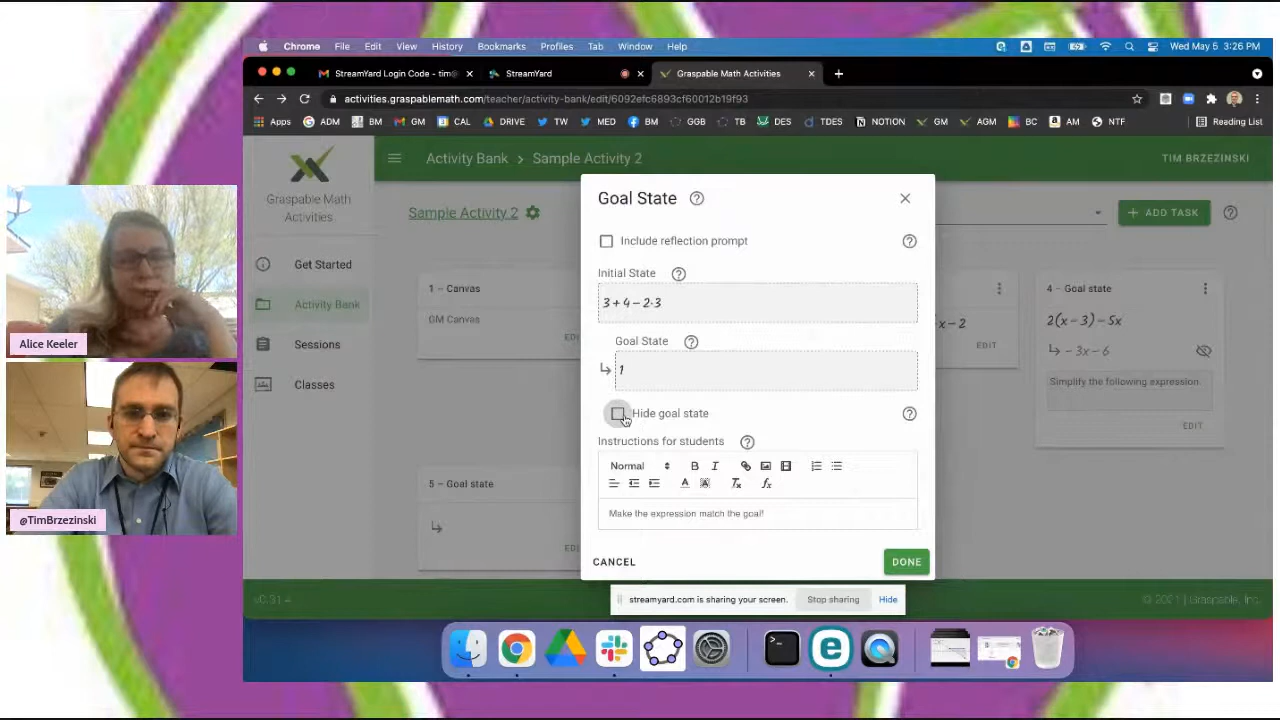 Chrome File Edit View History Bookmarks Profiles Tab Window Help Wed May 5 3:26 PM
StreamYard Login Code - tim@ StreamYard Graspable Math Activities
activities.graspablemath.com/teacher/activity-bank/edit/6092efc6893cf60012b19f93
Apps ADM BM GM CAL DRIVE TW MED BM GGB TB DES TDES NOTION GM AGM BC AM NTF Reading List
Graspable Math
Activities
Activity Bank > Sample Activity 2 TIM BRZEZINSKI
Sample Activity 2
+ ADD TASK
Get Started
Activity Bank
Sessions
Classes
1 – Canvas
GM Canvas
x – 2
EDIT
4 – Goal state
2(x – 3) – 5x
– 3x – 6
Simplify the following expression.
EDIT
5 – Goal state
Goal State
Include reflection prompt
Initial State
3 + 4 – 2·3
Goal State
1
Hide goal state
Instructions for students
Normal B I
Make the expression match the goal!
CANCEL DONE
© 2021 | Graspable, Inc.
streamyard.com is sharing your screen. Stop sharing Hide
Alice Keeler
@TimBrzezinski